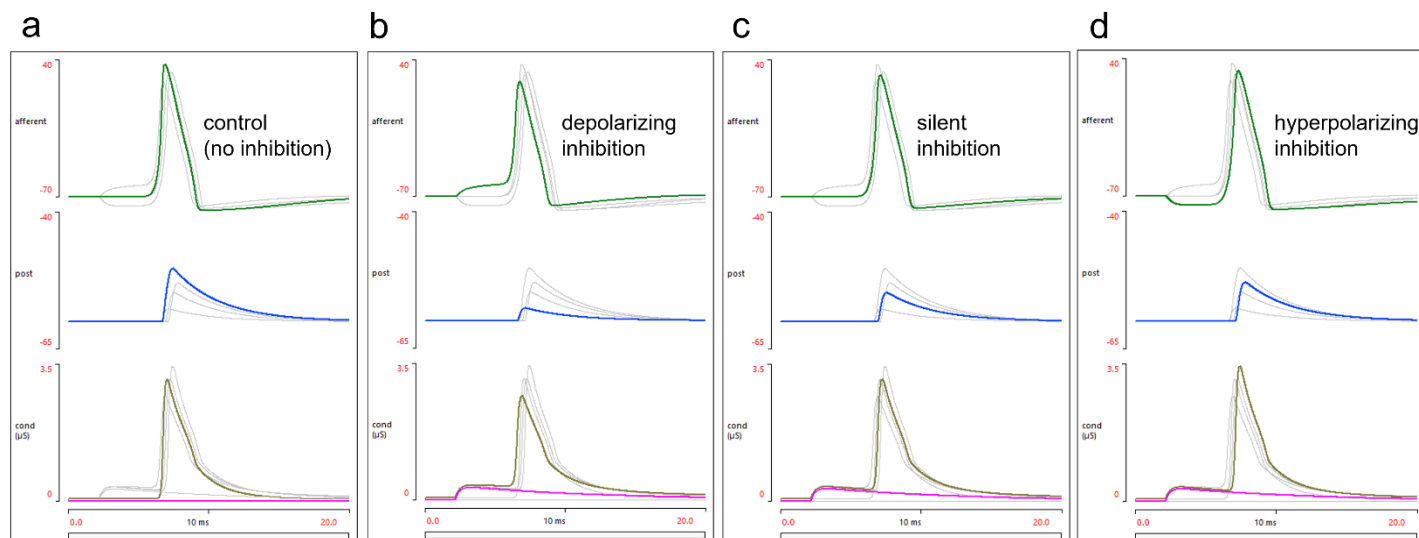 a
40
afferent
control
(no inhibition)
-70
-40
post
-65
3.5
cond
(µS)
0
0.0
10 ms
20.0
b
40
afferent
depolarizing
inhibition
-70
-40
post
-65
3.5
cond
(µS)
0
0.0
10 ms
20.0
c
40
afferent
silent
inhibition
-70
-40
post
-65
3.5
cond
(µS)
0
0.0
10 ms
20.0
d
40
afferent
hyperpolarizing
inhibition
-70
-40
post
-65
3.5
cond
(µS)
0
0.0
10 ms
20.0